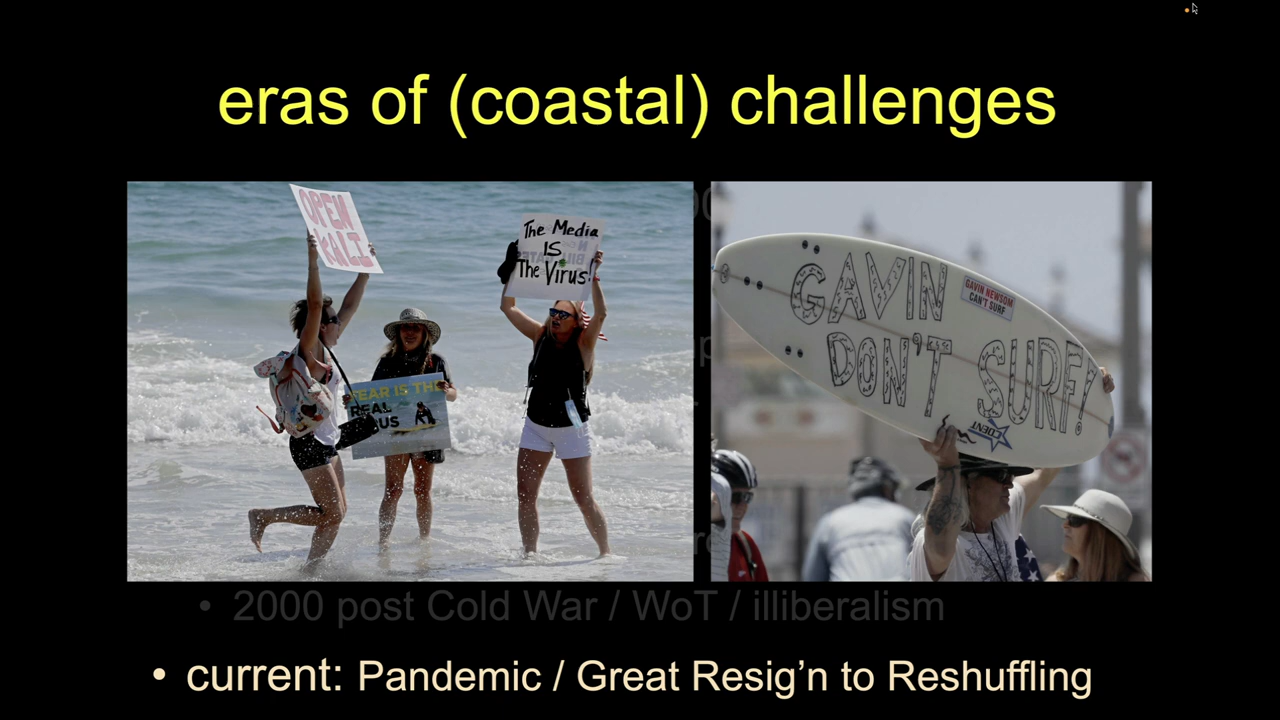 eras of (coastal) challenges
OPEN
KALI
The Media
IS
The Virus!
FEAR IS THE
REAL
GAVIN
DON'T SURF!
GAVIN NEWSOM
CAN'T SURF
• 2000 post Cold War / WoT / illiberalism
• current: Pandemic / Great Resig’n to Reshuffling